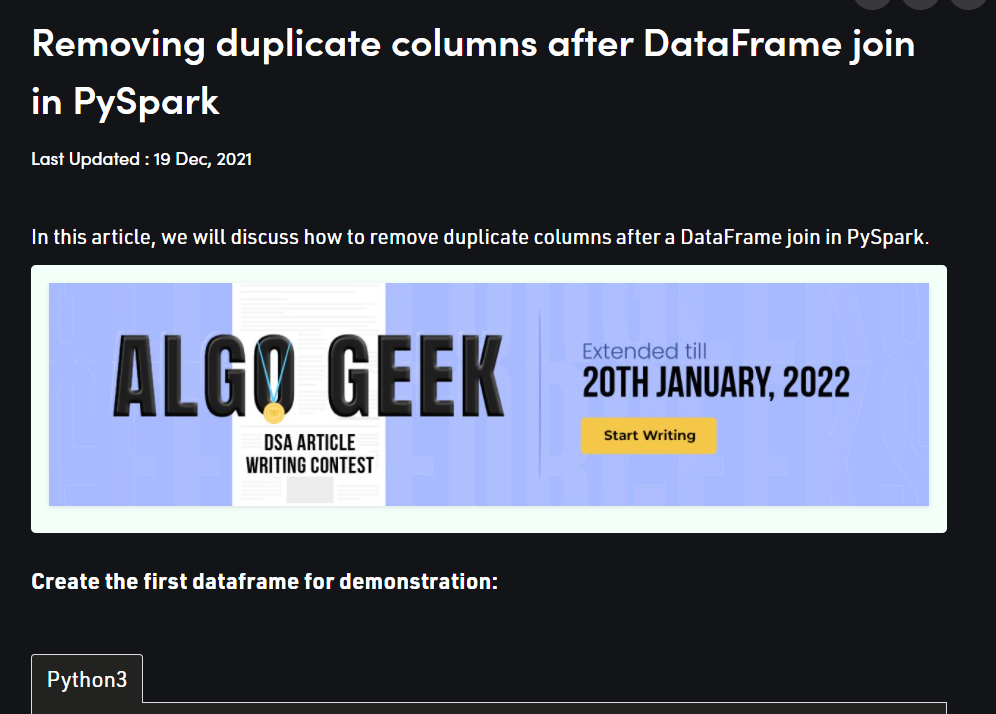 Removing duplicate columns after DataFrame join
in PySpark
Last Updated : 19 Dec, 2021
In this article, we will discuss how to remove duplicate columns after a DataFrame join in PySpark.
ALGO GEEK
DSA ARTICLE
WRITING CONTEST
Extended till
20TH JANUARY, 2022
Start Writing
Create the first dataframe for demonstration:
Python3